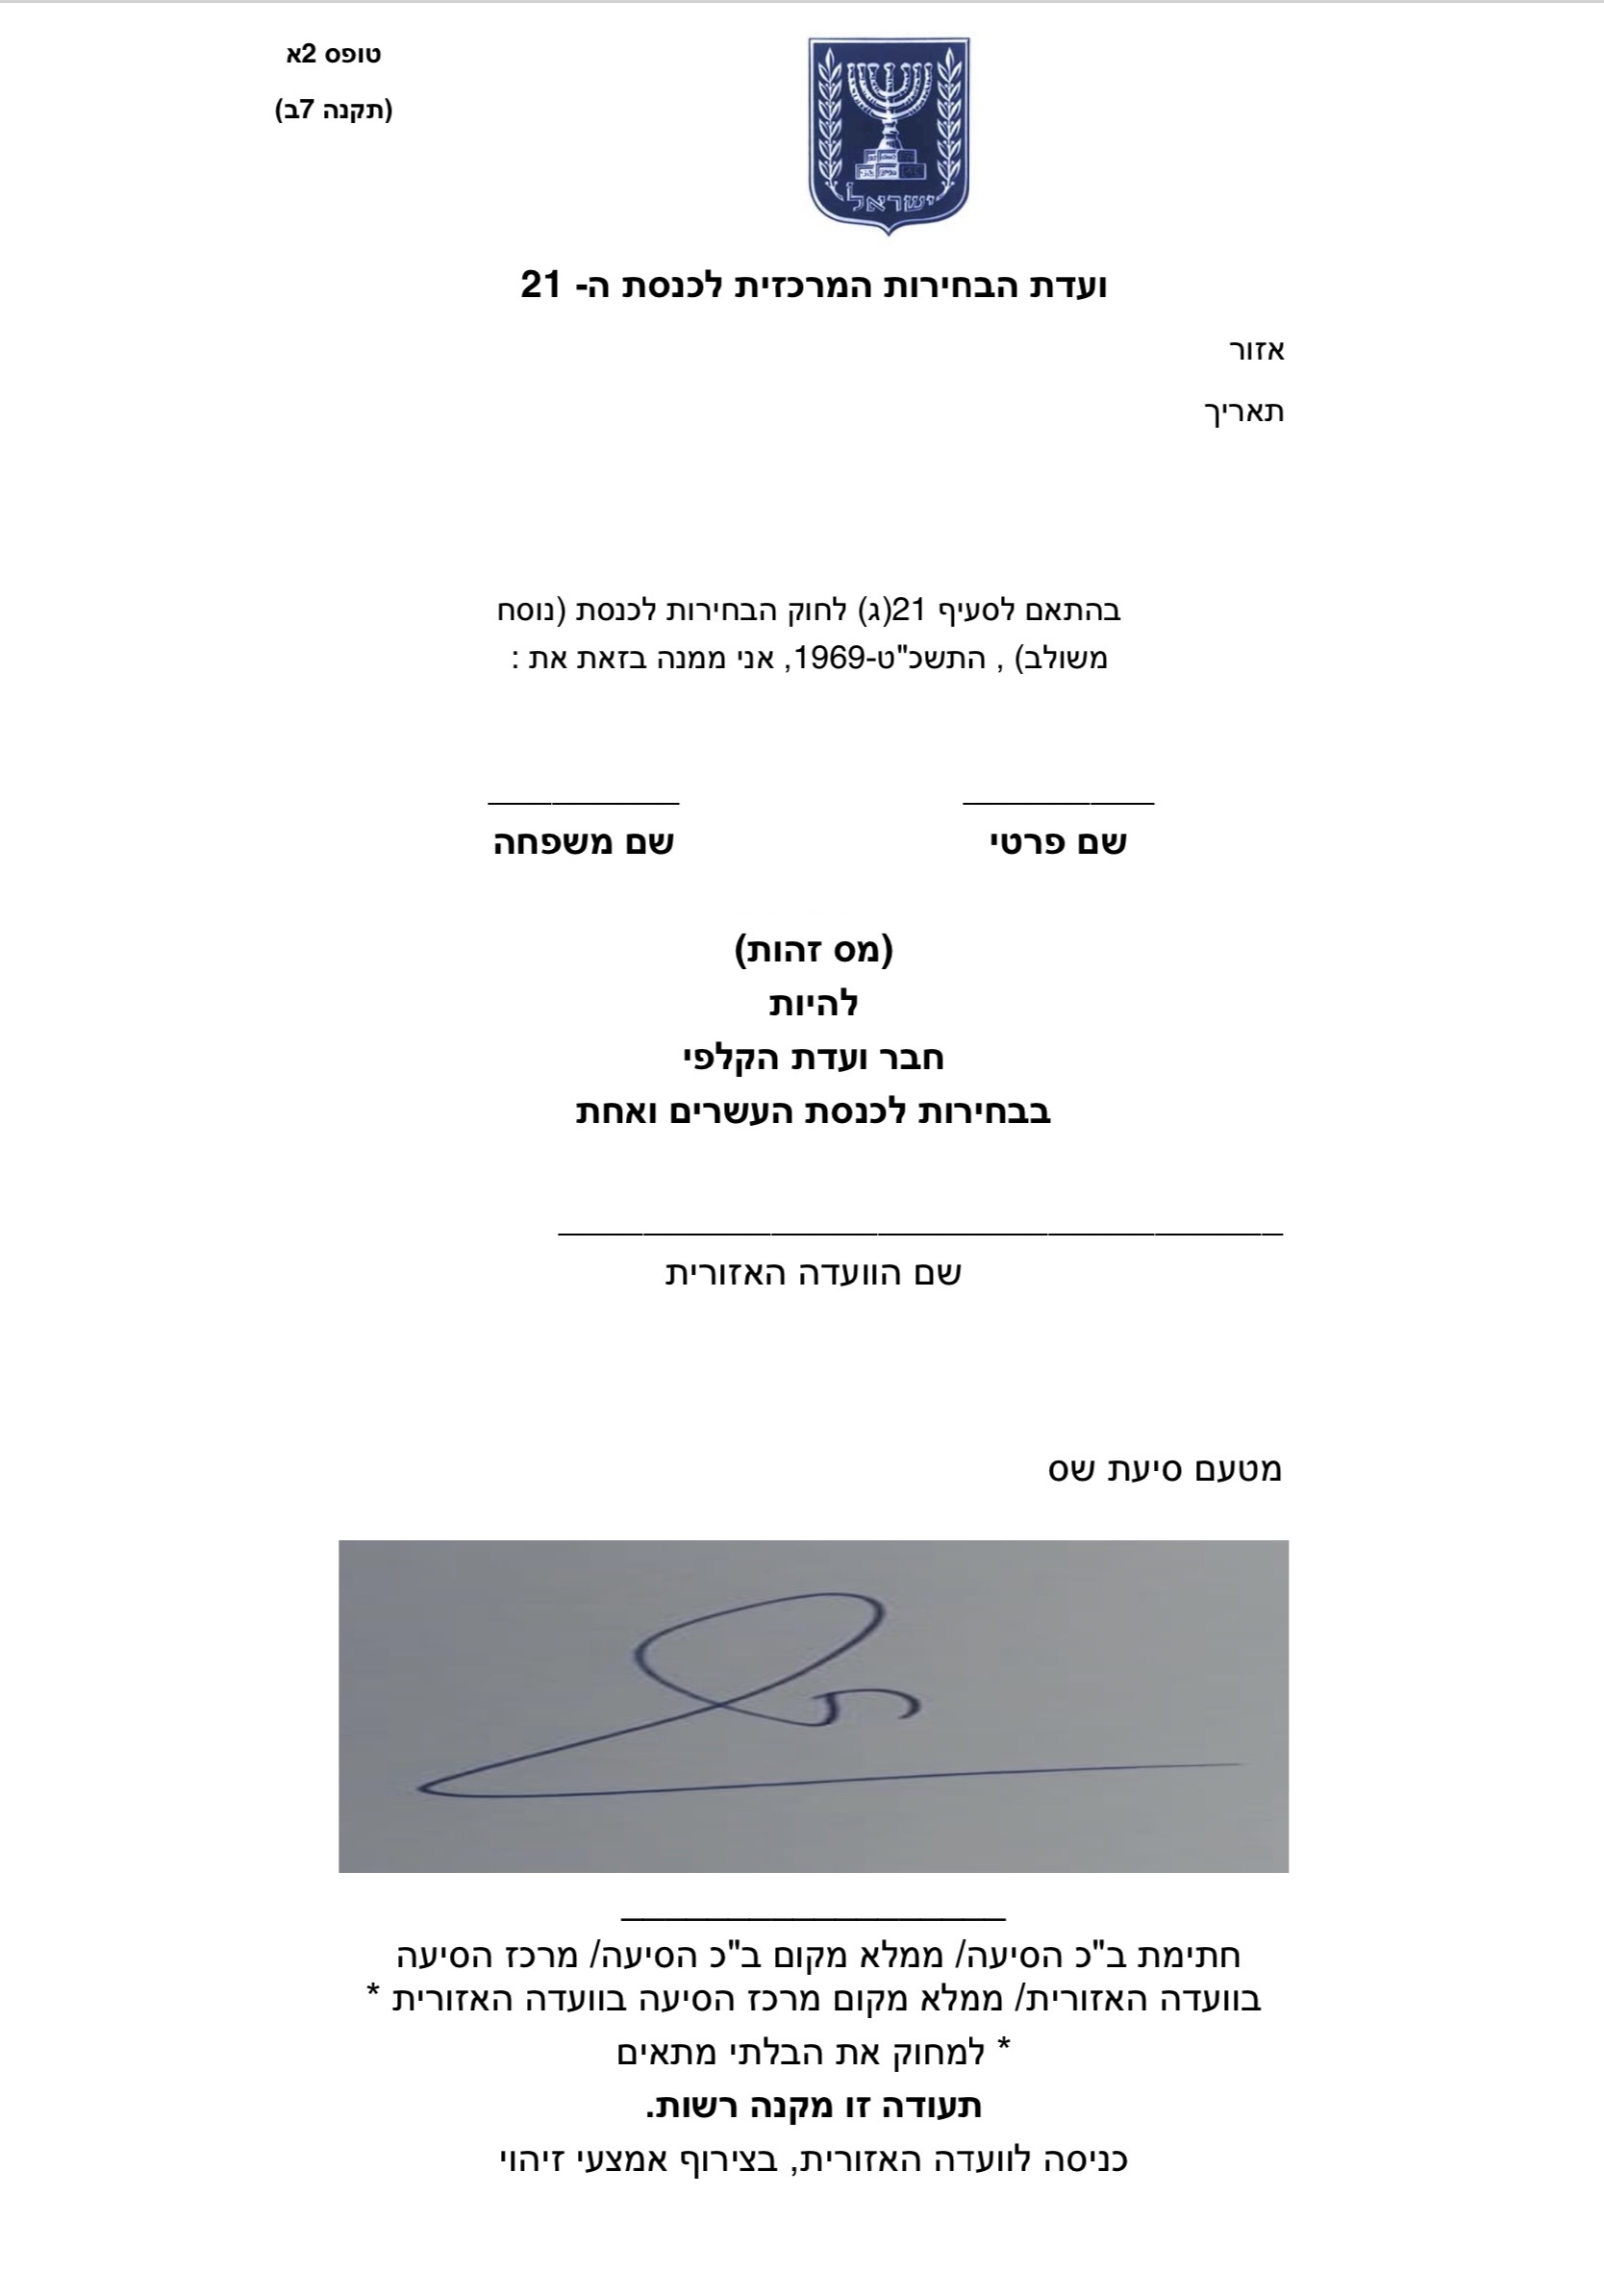 טופס 2א
(תקנה 7ב)
ישראל
ועדת הבחירות המרכזית לכנסת ה- 21
אזור
תאריך
בהתאם לסעיף 21(ג) לחוק הבחירות לכנסת (נוסח
משולב) , התשכ"ט-1969, אני ממנה בזאת את :
שם פרטי שם משפחה
(מס זהות)
להיות
חבר ועדת הקלפי
בבחירות לכנסת העשרים ואחת
שם הוועדה האזורית
מטעם סיעת שס
חתימת ב"כ הסיעה/ ממלא מקום ב"כ הסיעה/ מרכז הסיעה
בוועדה האזורית/ ממלא מקום מרכז הסיעה בוועדה האזורית *
* למחוק את הבלתי מתאים
תעודה זו מקנה רשות.
כניסה לוועדה האזורית, בצירוף אמצעי זיהוי